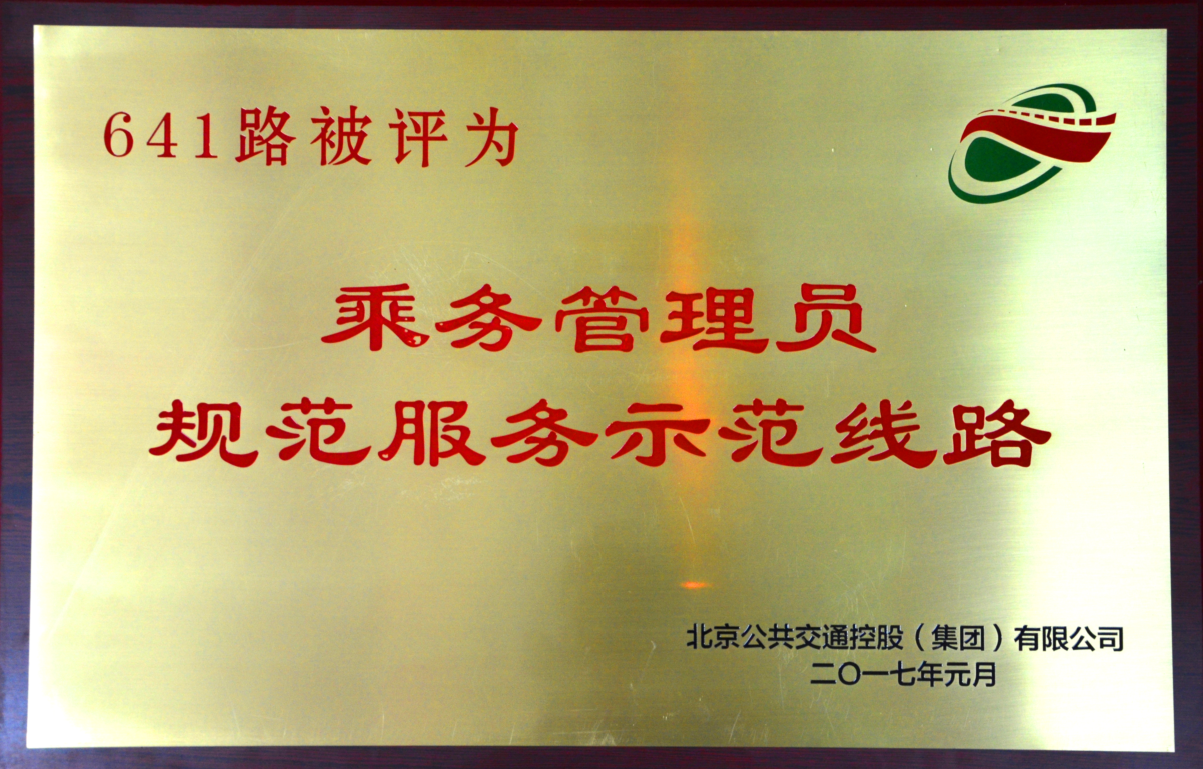 641路被评为
乘务管理员
规范服务示范线路
北京公共交通控股（集团）有限公司
二〇一七年元月